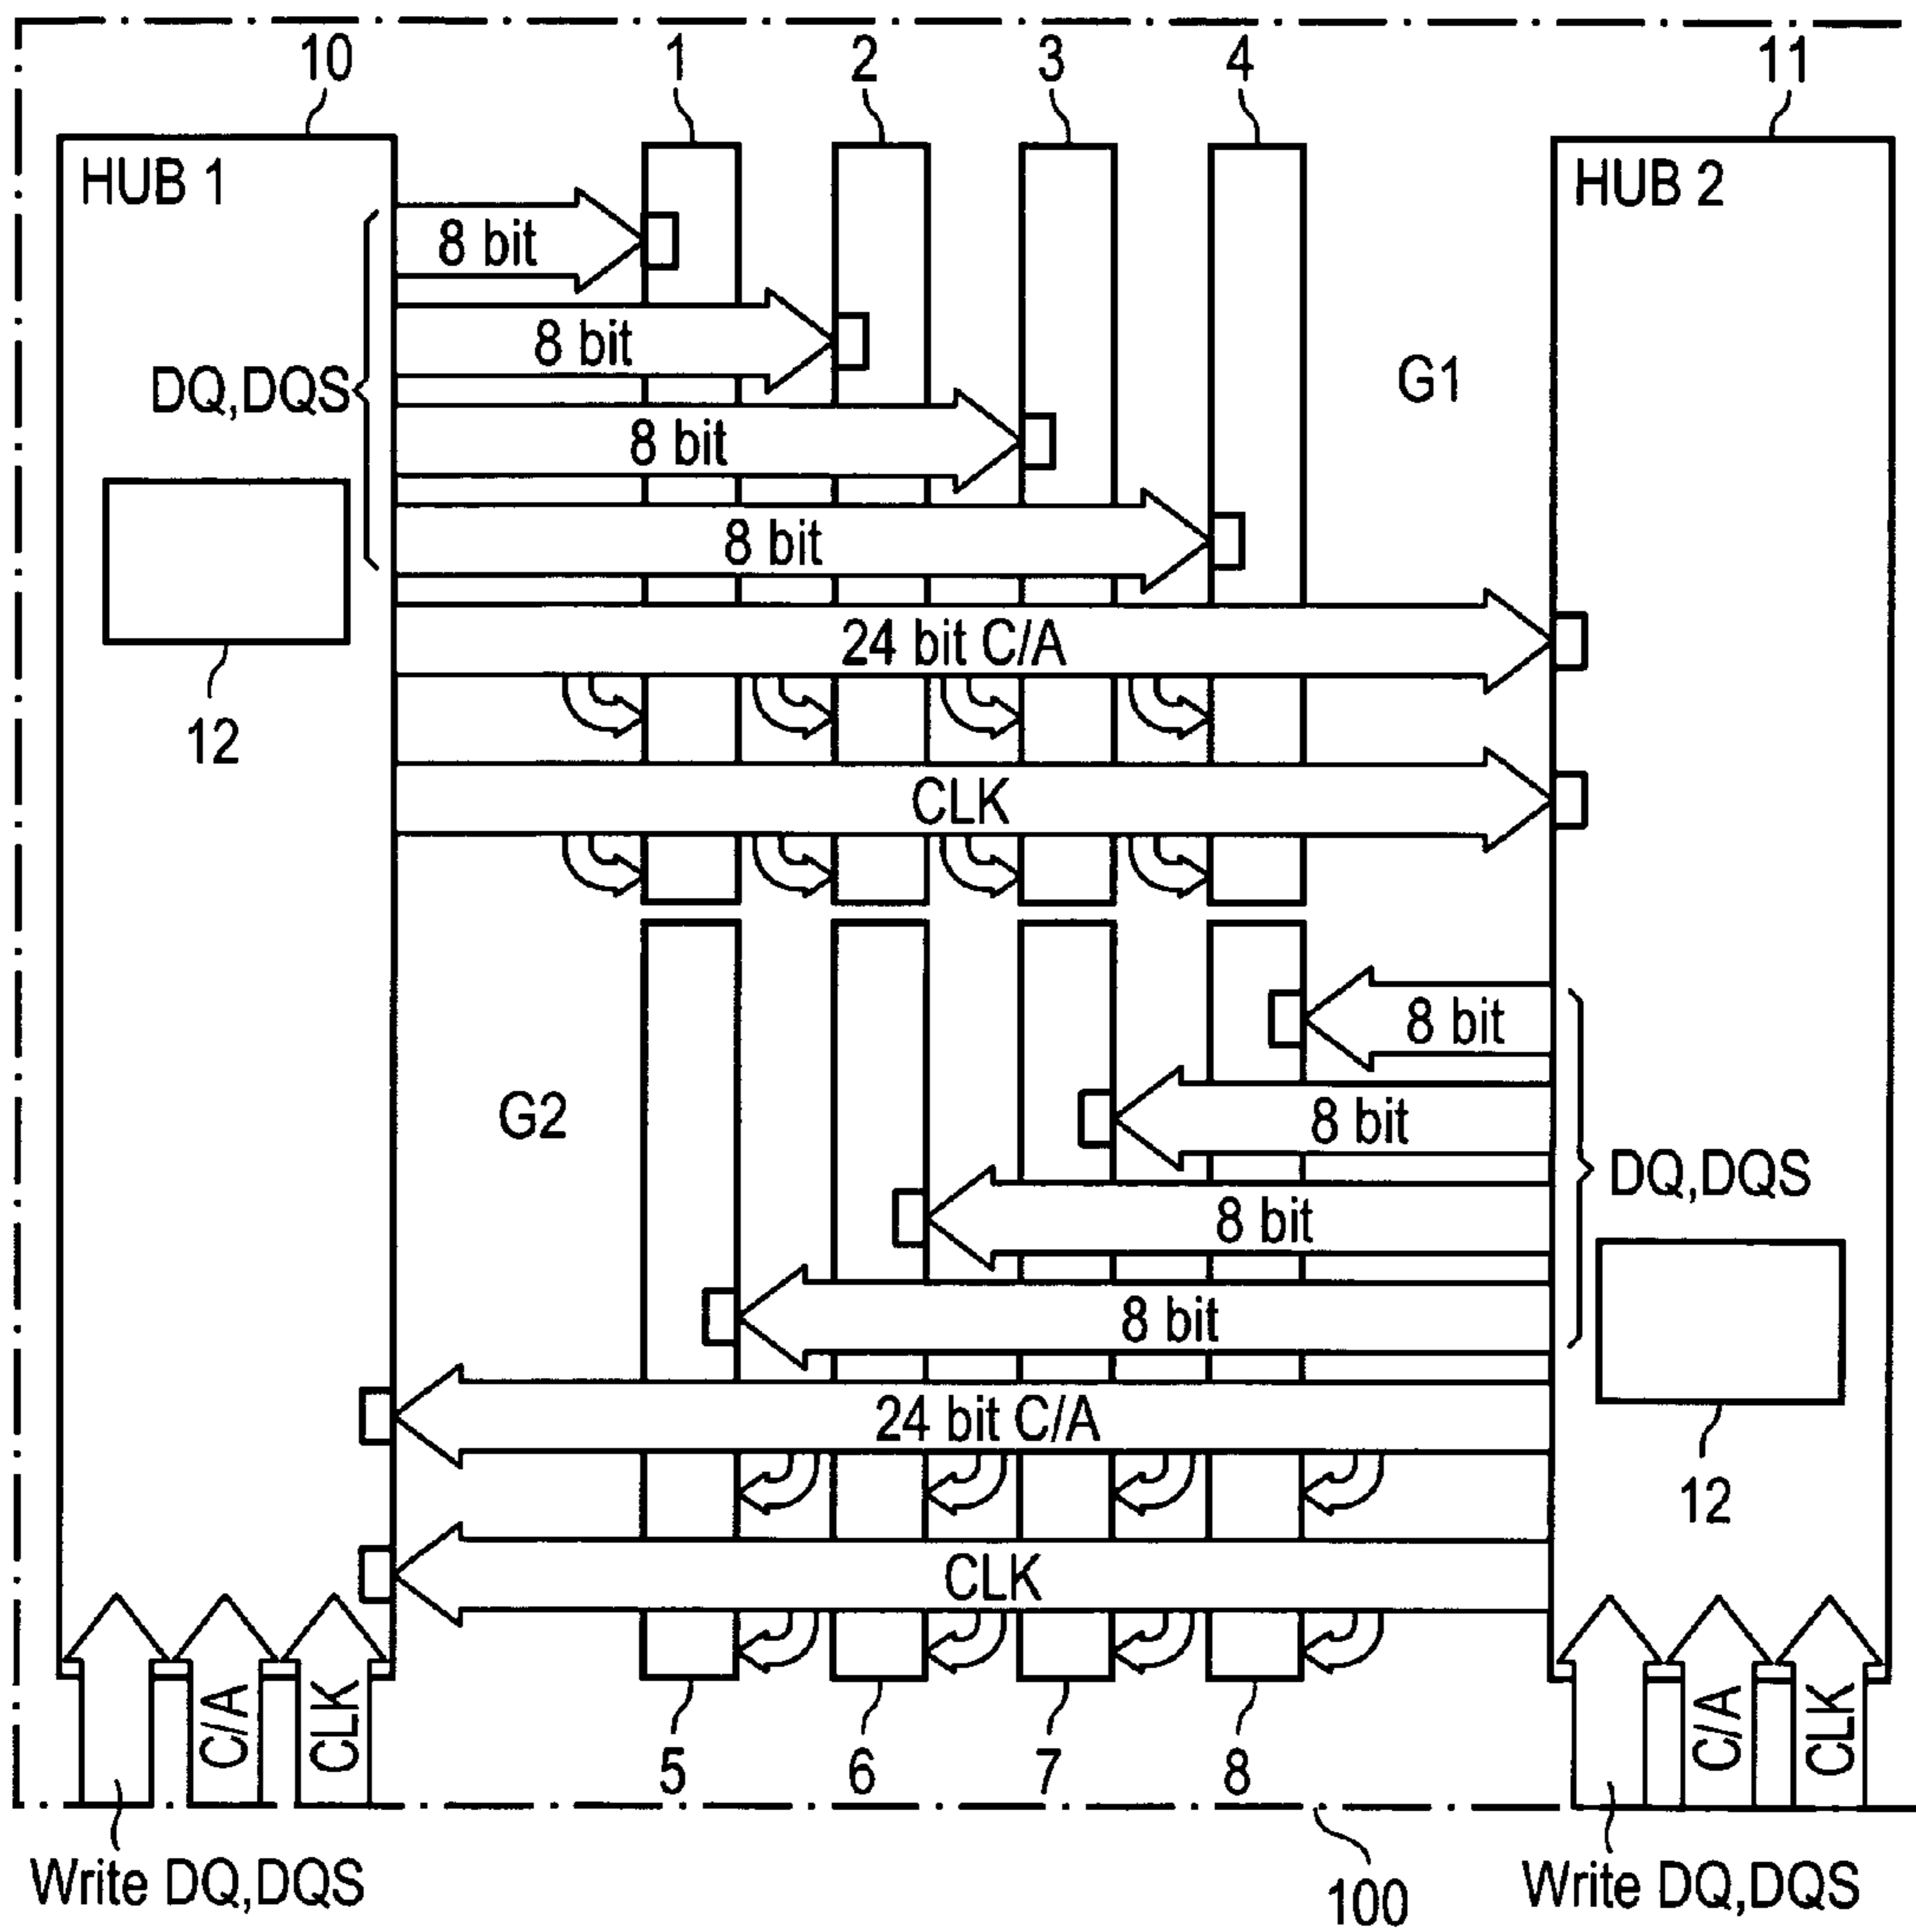 10
1
2
3
4
11
HUB 1
HUB 2
8 bit
8 bit
DQ,DQS
G1
8 bit
8 bit
24 bit C/A
12
CLK
8 bit
G2
8 bit
DQ,DQS
8 bit
8 bit
24 bit C/A
12
CLK
C/A
CLK
C/A
CLK
5
6
7
8
Write DQ,DQS
100
Write DQ,DQS